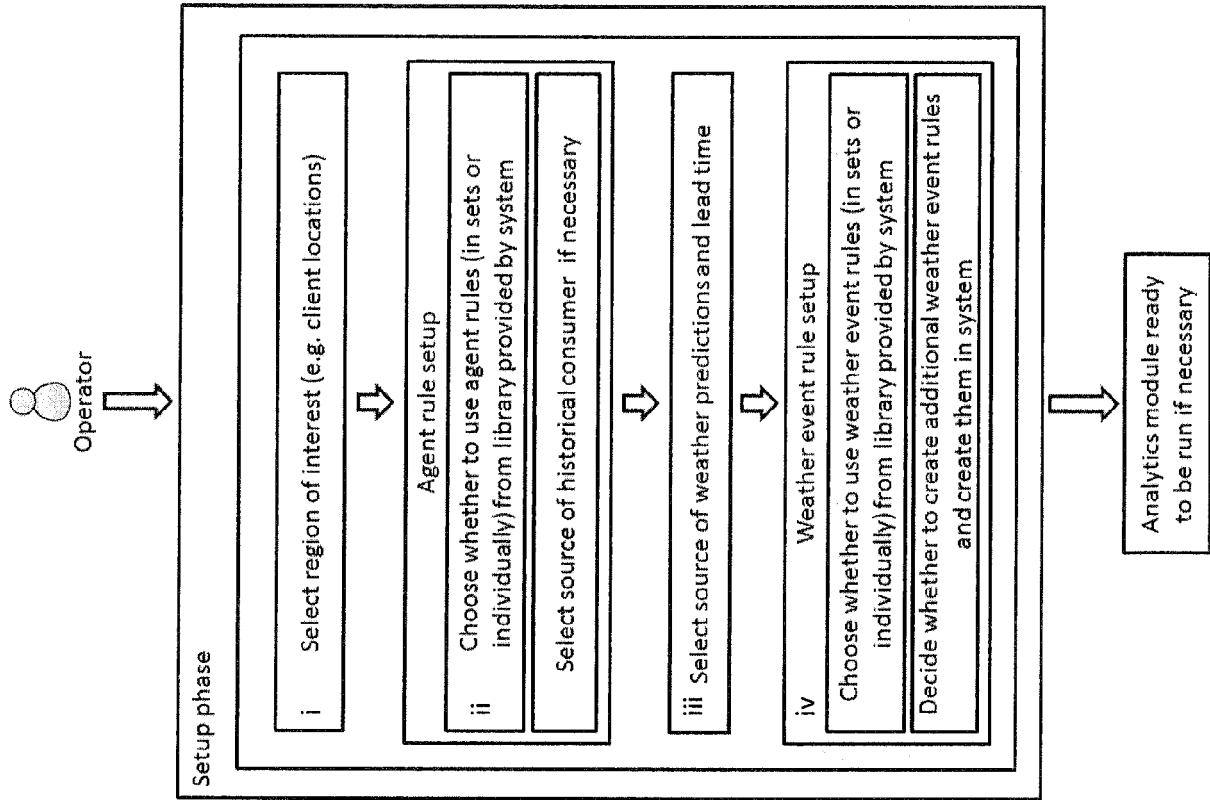 Operator
Setup phase
i Select region of interest (e.g. client locations)
Agent rule setup
ii Choose whether to use agent rules (in sets or
individually) from library provided by system
Select source of historical consumer if necessary
iii Select source of weather predictions and lead time
iv Weather event rule setup
Choose whether to use weather event rules (in sets or
individually) from library provided by system
Decide whether to create additional weather event rules
and create them in system
Analytics module ready
to be run if necessary